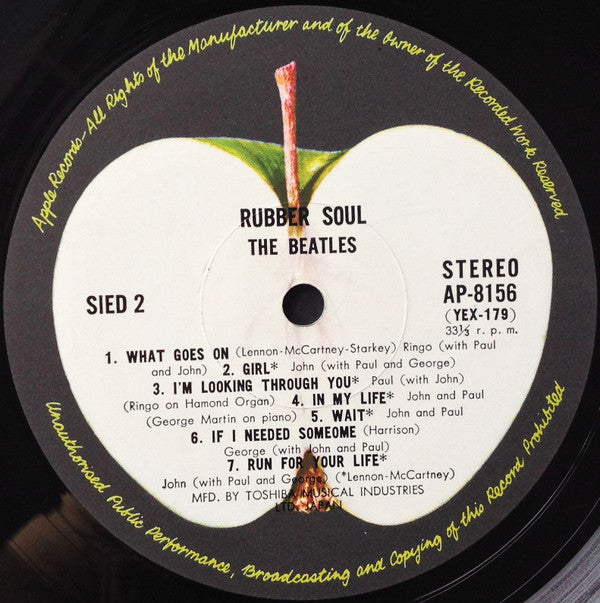 Apple Records-All Rights of the Manufacturer and of the Owner of the Recorded Work Reserved
RUBBER SOUL
THE BEATLES
SIED 2
STEREO
AP-8156
(YEX-179)
33⅓ r. p. m.
1. WHAT GOES ON (Lennon-McCartney-Starkey) Ringo (with Paul
and John) 2. GIRL* John (with Paul and George)
3. I'M LOOKING THROUGH YOU* Paul (with John)
(Ringo on Hamond Organ) 4. IN MY LIFE* John and Paul
(George Martin on piano) 5. WAIT* John and Paul
6. IF I NEEDED SOMEONE (Harrison)
George (with John and Paul)
7. RUN FOR YOUR LIFE*
John (with Paul and George) (*Lennon-McCartney)
MFD. BY TOSHIBA MUSICAL INDUSTRIES
LTD. JAPAN
Unauthorised Public Performance, Broadcasting and Copying of this Record Prohibited